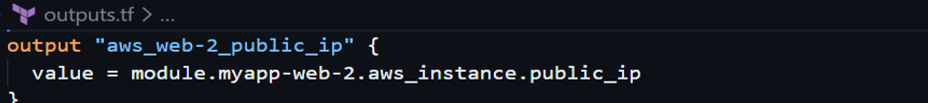 outputs.tf > ...
output "aws_web-2_public_ip" {
value = module.myapp-web-2.aws_instance.public_ip
}